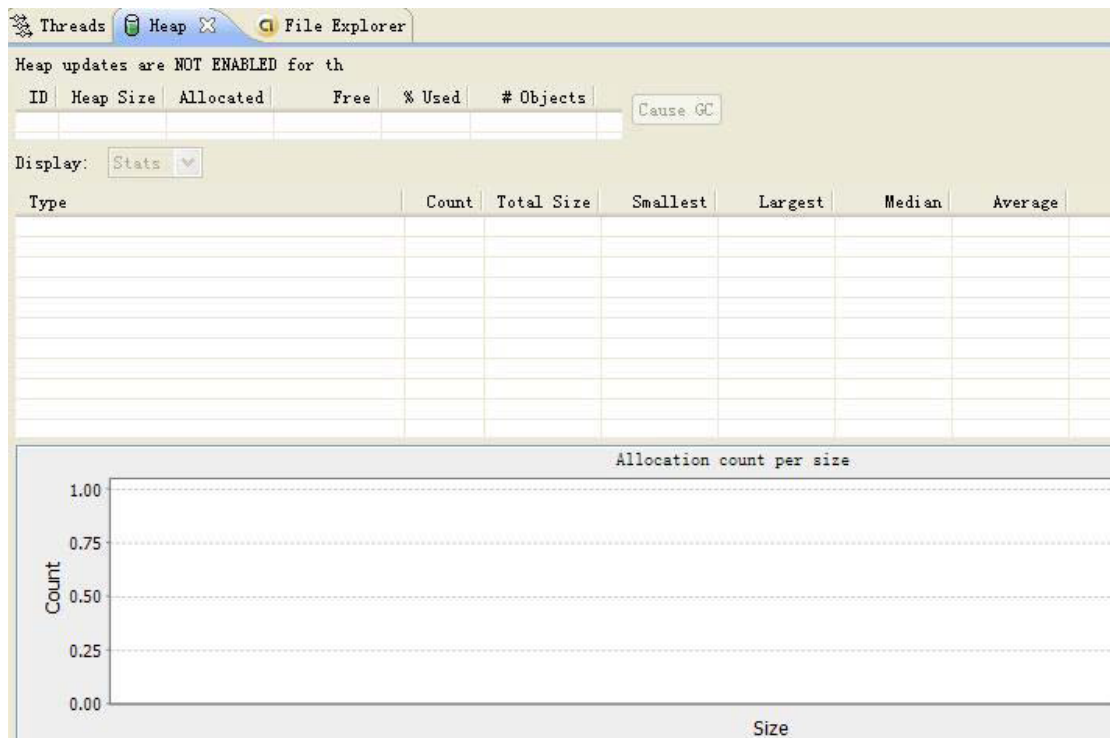 Threads Heap File Explorer
Heap updates are NOT ENABLED for th
ID Heap Size Allocated Free % Used # Objects Cause GC
Display: Stats
Type Count Total Size Smallest Largest Median Average
Allocation count per size
1.00
0.75
0.50
0.25
0.00
Count
Size